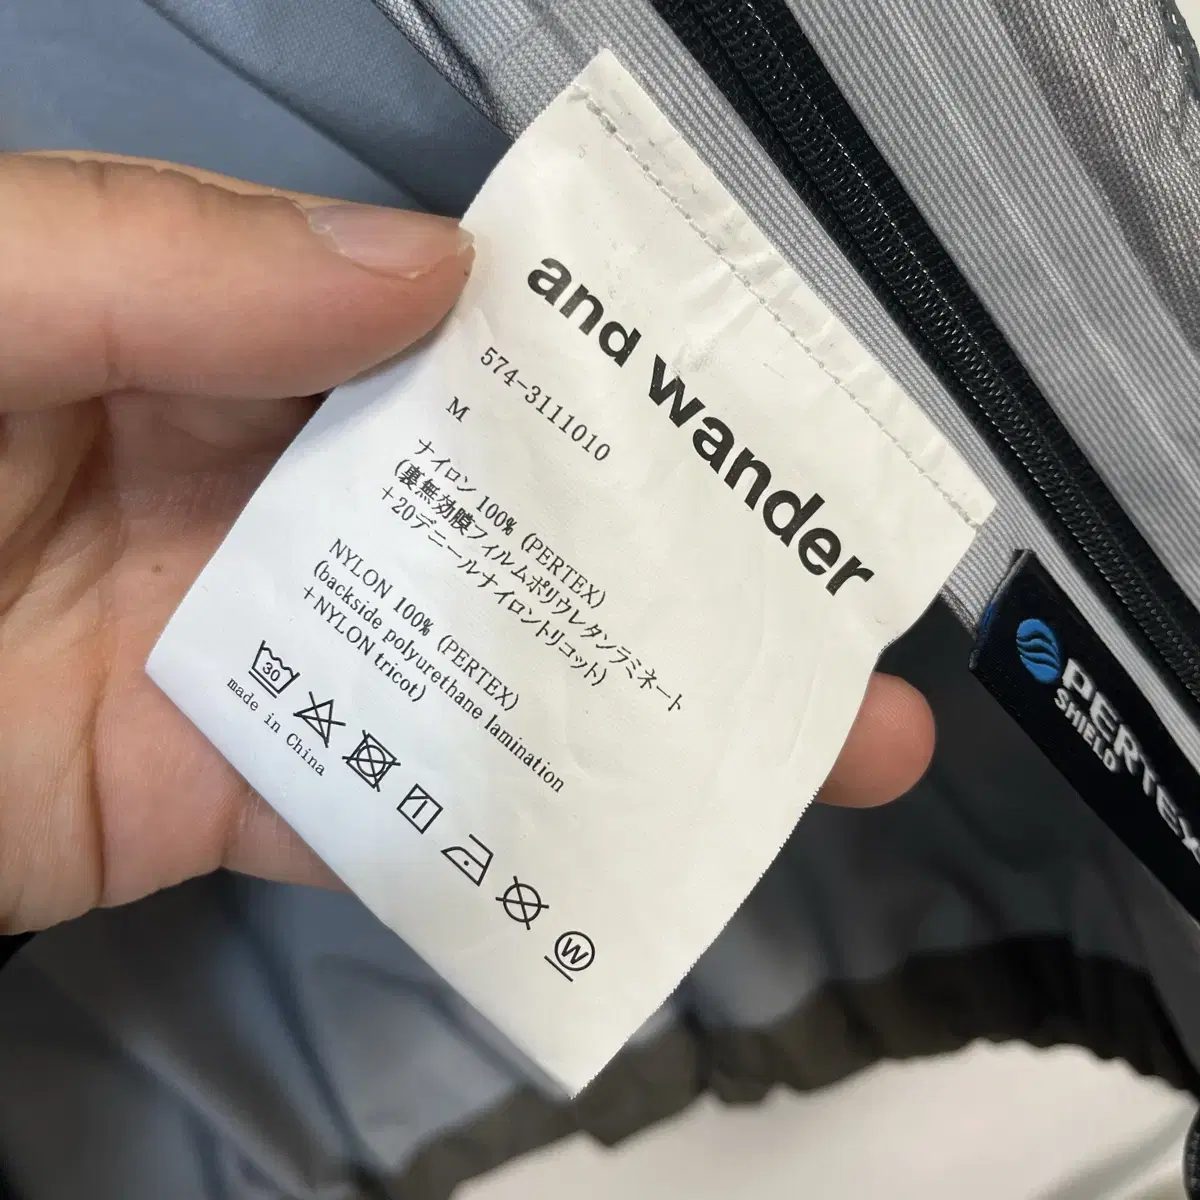 and wander
574-3111010
M
ナイロン 100% (PERTEX)
(裏無効膜フィルムポリウレタンラミネート
+20デニールナイロントリコット)
NYLON 100% (PERTEX)
(backside polyurethane lamination
+NYLON tricot)
30
W
made in China
PERTEX
SHIELD